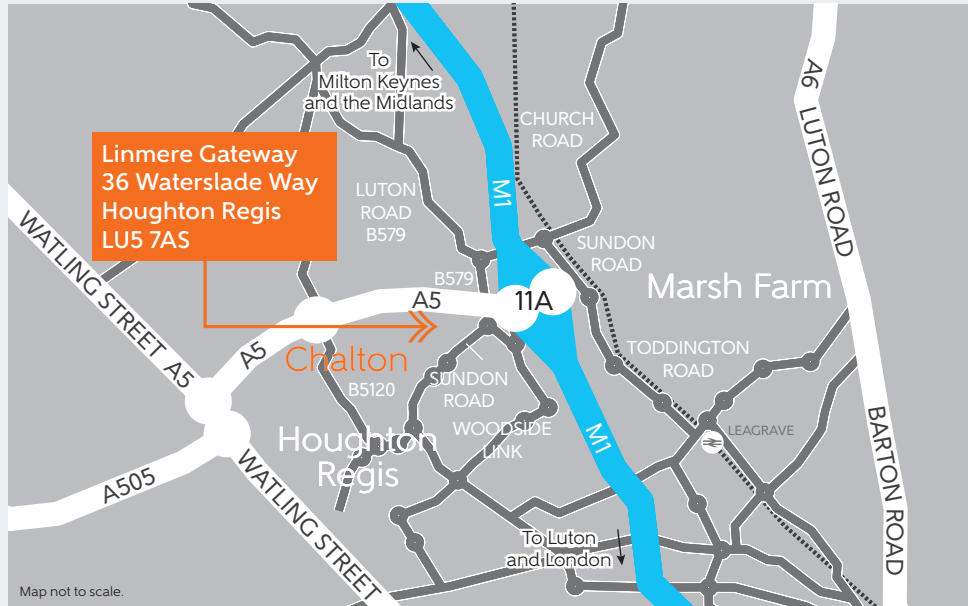 To
Milton Keynes
and the Midlands
A6
LUTON ROAD
CHURCH
ROAD
Linmere Gateway
36 Waterslade Way
Houghton Regis
LU5 7AS
M1
LUTON
ROAD
B579
WATLING STREET
A5
SUNDON
ROAD
B579
Marsh Farm
A5
11A
A5
Chalton
TODDINGTON
ROAD
B5120
SUNDON
ROAD
BARTON ROAD
WOODSIDE
LINK
M1
LEAGRAVE
Houghton
Regis
A505
WATLING STREET
To Luton
and London
Map not to scale.